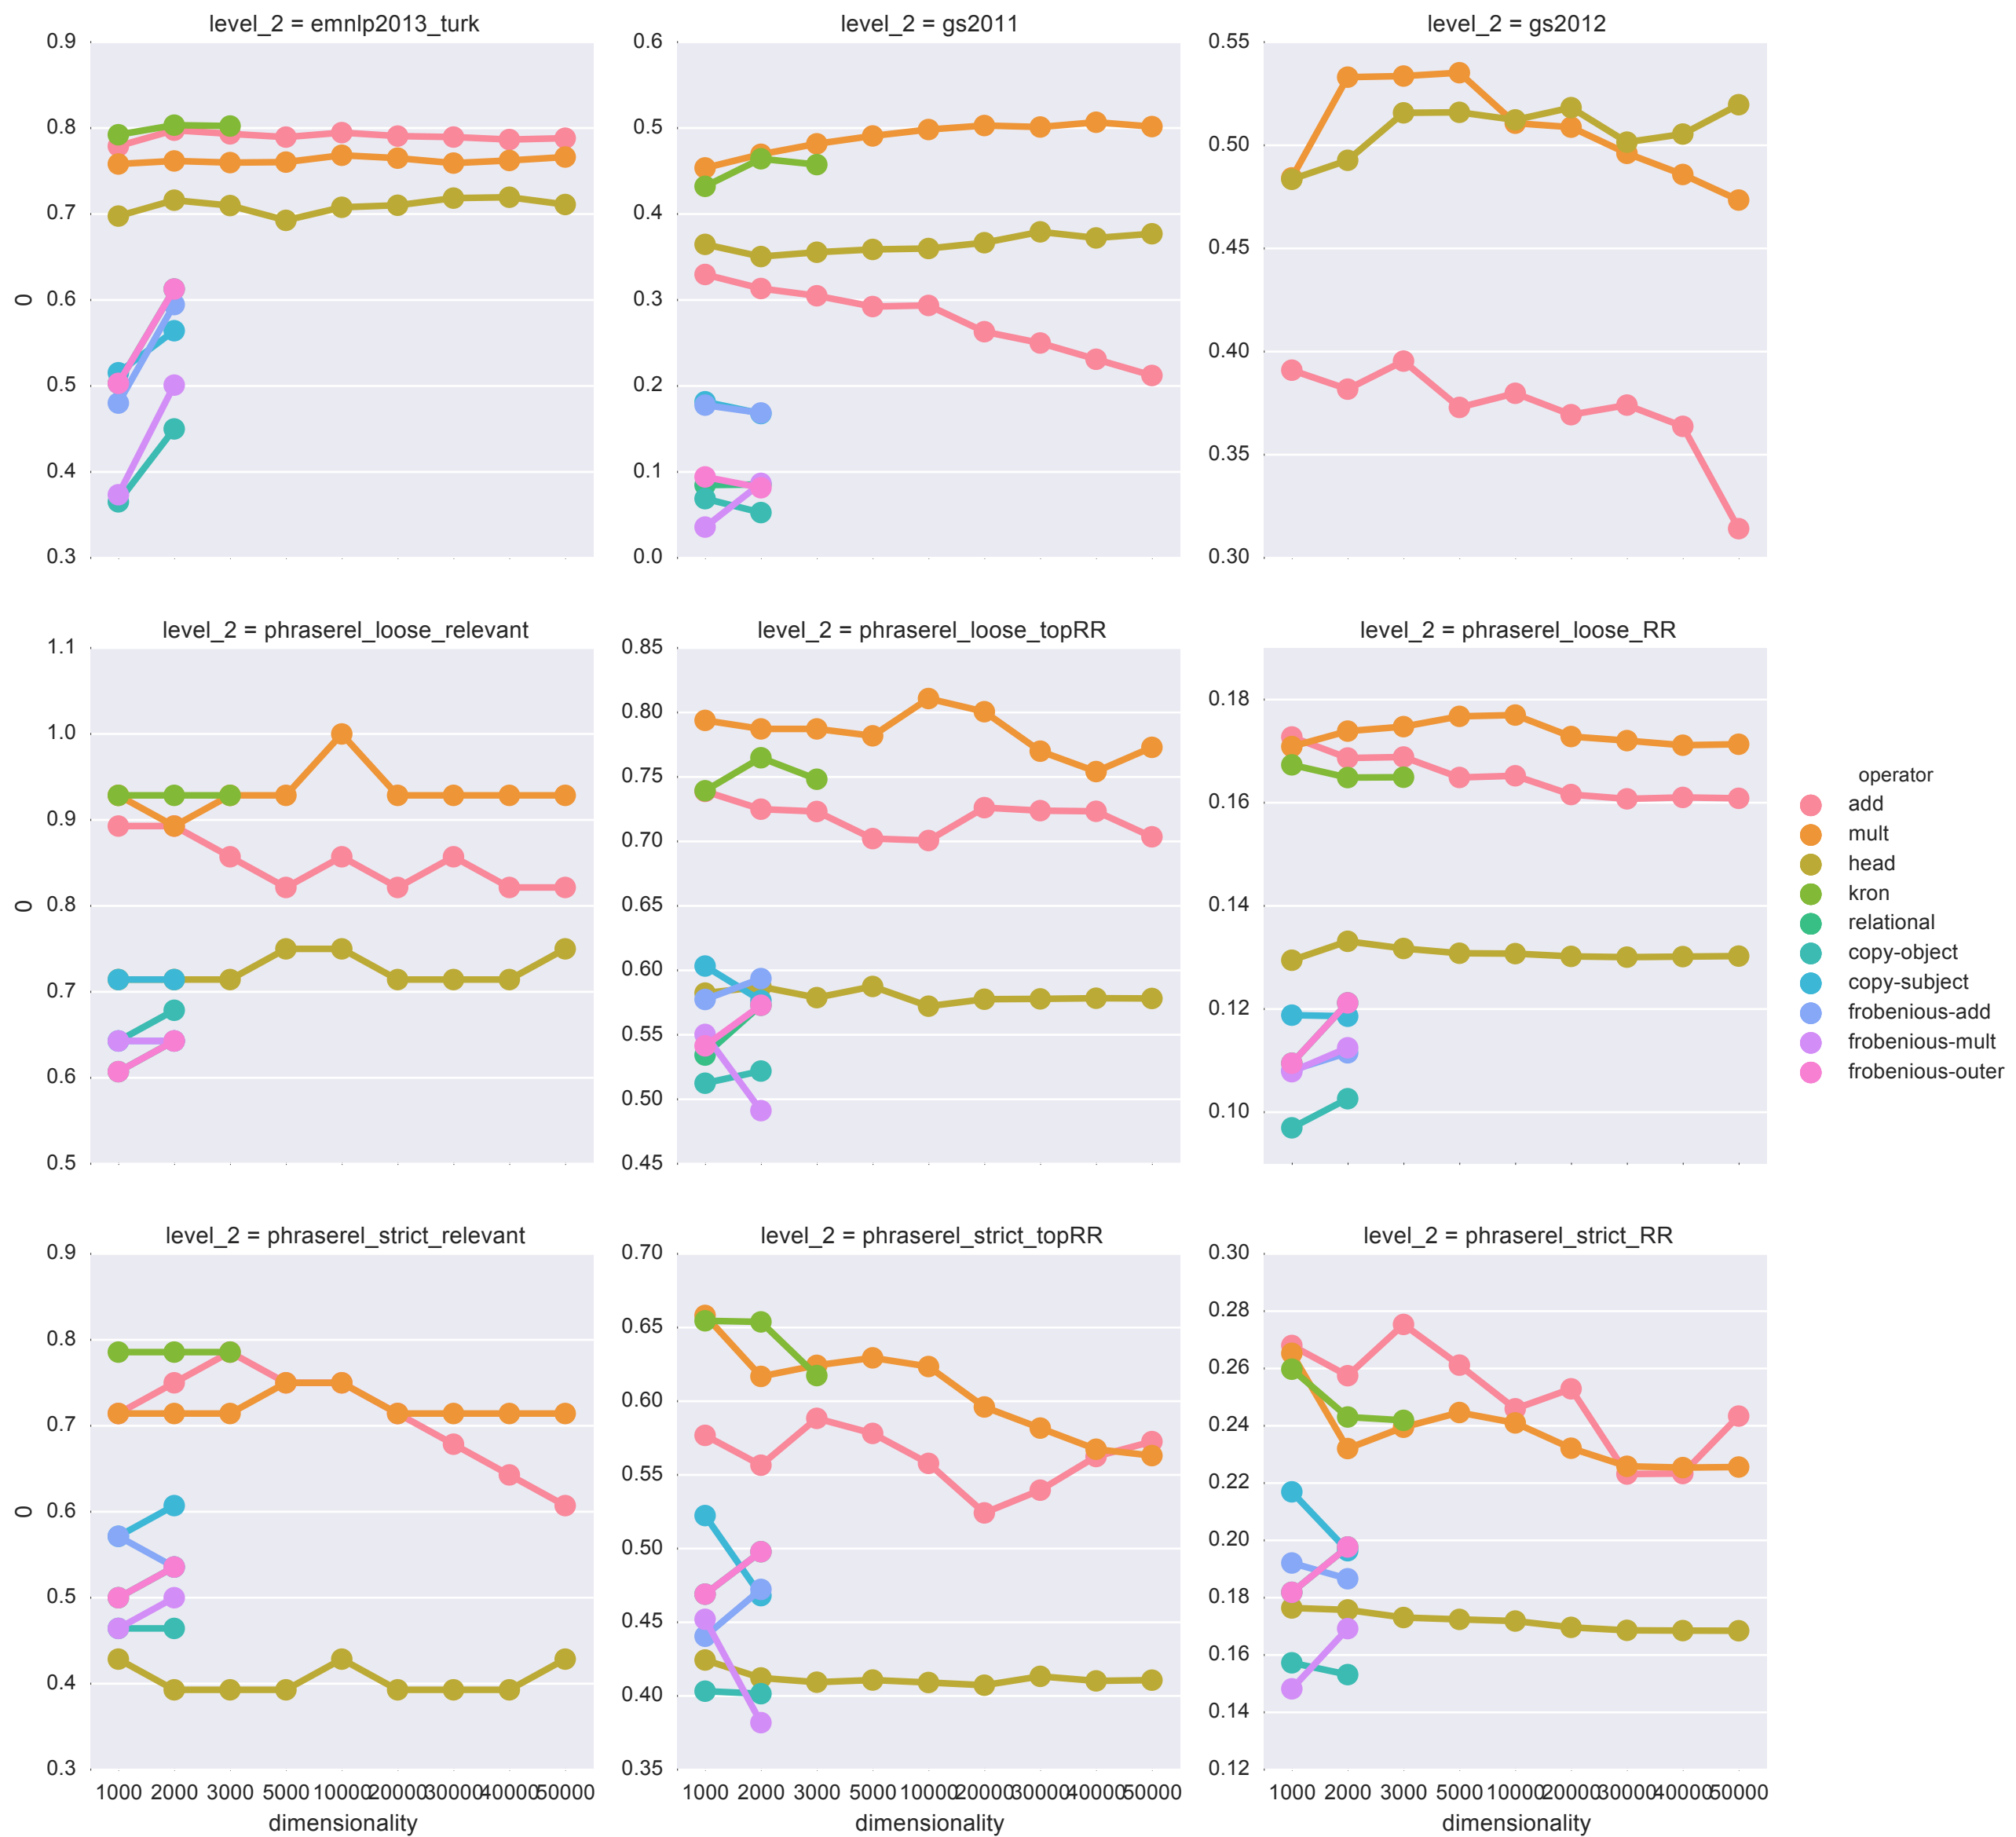 level_2 = emnlp2013_turk
0.9
0.8
0.7
0.6
0.5
0.4
0.3
0
level_2 = gs2011
0.6
0.5
0.4
0.3
0.2
0.1
0.0
level_2 = gs2012
0.55
0.50
0.45
0.40
0.35
0.30
level_2 = phraserel_loose_relevant
1.1
1.0
0.9
0.8
0.7
0.6
0.5
0
level_2 = phraserel_loose_topRR
0.85
0.80
0.75
0.70
0.65
0.60
0.55
0.50
0.45
level_2 = phraserel_loose_RR
0.18
0.16
0.14
0.12
0.10
operator
add
mult
head
kron
relational
copy-object
copy-subject
frobenious-add
frobenious-mult
frobenious-outer
level_2 = phraserel_strict_relevant
0.9
0.8
0.7
0.6
0.5
0.4
0.3
0
1000 2000 3000 5000 10000 20000 30000 40000 50000
dimensionality
level_2 = phraserel_strict_topRR
0.70
0.65
0.60
0.55
0.50
0.45
0.40
0.35
1000 2000 3000 5000 10000 20000 30000 40000 50000
dimensionality
level_2 = phraserel_strict_RR
0.30
0.28
0.26
0.24
0.22
0.20
0.18
0.16
0.14
0.12
1000 2000 3000 5000 10000 20000 30000 40000 50000
dimensionality